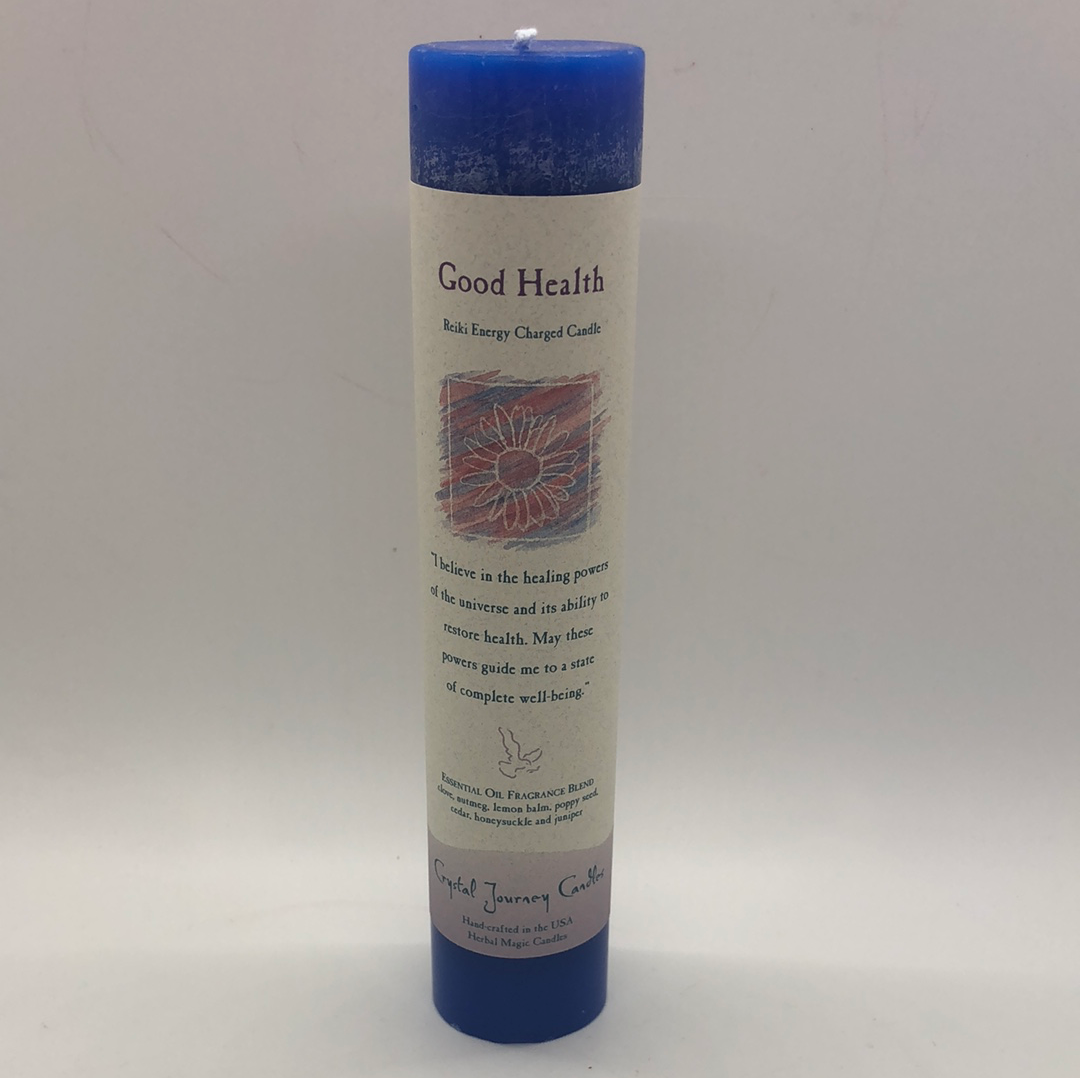 Good Health
Reiki Energy Charged Candle
"I believe in the healing powers
of the universe and its ability to
restore health. May these
powers guide me to a state
of complete well-being."
Essential Oil Fragrance Blend
clove, nutmeg, lemon balm, poppy seed,
cedar, honeysuckle and juniper
Crystal Journey Candles
Hand-crafted in the USA
Herbal Magic Candles